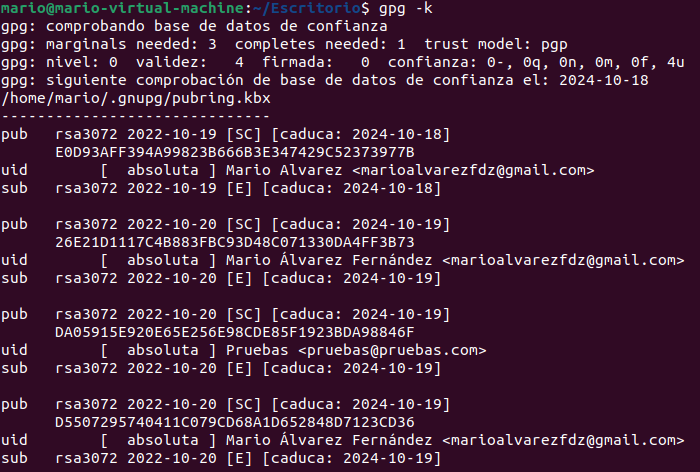 mario@mario-virtual-machine:~/Escritorio$ gpg -k
gpg: comprobando base de datos de confianza
gpg: marginals needed: 3  completes needed: 1  trust model: pgp
gpg: nivel: 0  validez:   4  firmada:   0  confianza: 0-, 0q, 0n, 0m, 0f, 4u
gpg: siguiente comprobación de base de datos de confianza el: 2024-10-18
/home/mario/.gnupg/pubring.kbx
------------------------------
pub   rsa3072 2022-10-19 [SC] [caduca: 2024-10-18]
      E0D93AFF394A99823B666B3E347429C52373977B
uid        [  absoluta ] Mario Alvarez <marioalvarezfdz@gmail.com>
sub   rsa3072 2022-10-19 [E] [caduca: 2024-10-18]

pub   rsa3072 2022-10-20 [SC] [caduca: 2024-10-19]
      26E21D1117C4B883FBC93D48C071330DA4FF3B73
uid        [  absoluta ] Mario Álvarez Fernández <marioalvarezfdz@gmail.com>
sub   rsa3072 2022-10-20 [E] [caduca: 2024-10-19]

pub   rsa3072 2022-10-20 [SC] [caduca: 2024-10-19]
      DA05915E920E65E256E98CDE85F1923BDA98846F
uid        [  absoluta ] Pruebas <pruebas@pruebas.com>
sub   rsa3072 2022-10-20 [E] [caduca: 2024-10-19]

pub   rsa3072 2022-10-20 [SC] [caduca: 2024-10-19]
      D5507295740411C079CD68A1D652848D7123CD36
uid        [  absoluta ] Mario Álvarez Fernández <marioalvarezfdz@gmail.com>
sub   rsa3072 2022-10-20 [E] [caduca: 2024-10-19]